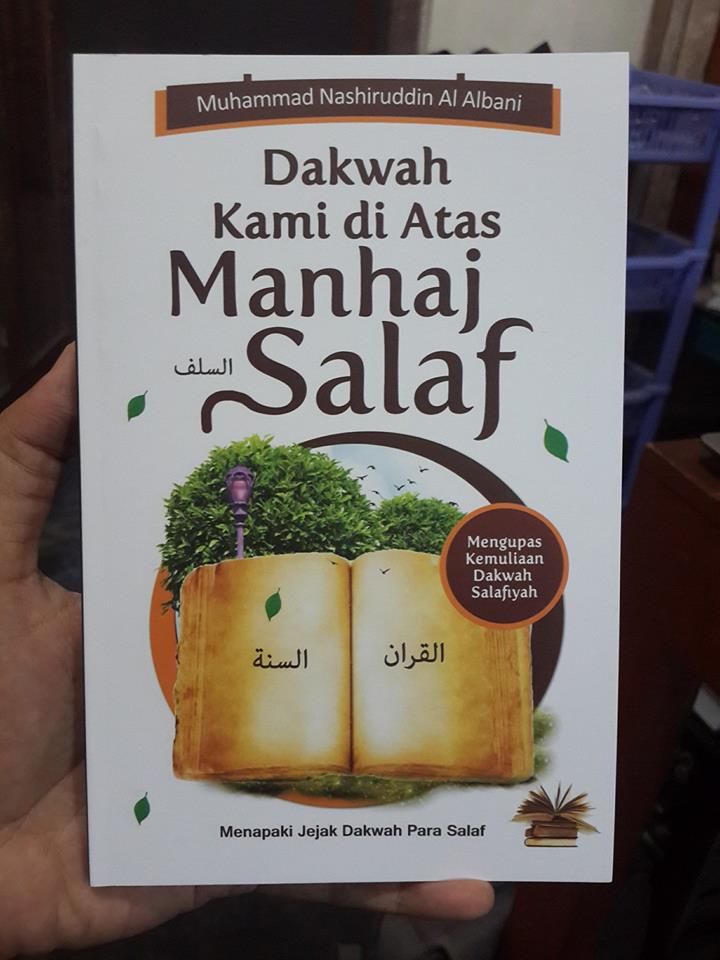 Muhammad Nashiruddin Al Albani
Dakwah
Kami di Atas
Manhaj
السلف
Salaf
Mengupas
Kemuliaan
Dakwah
Salafiyah
القران
السنة
Menapaki Jejak Dakwah Para Salaf